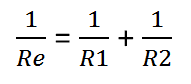 1/Re = 1/R1 + 1/R2